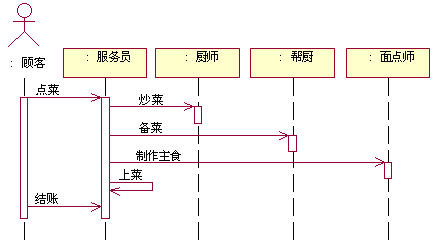 : 顾客
: 服务员
: 厨师
: 帮厨
: 面点师
点菜
炒菜
备菜
制作主食
上菜
结账